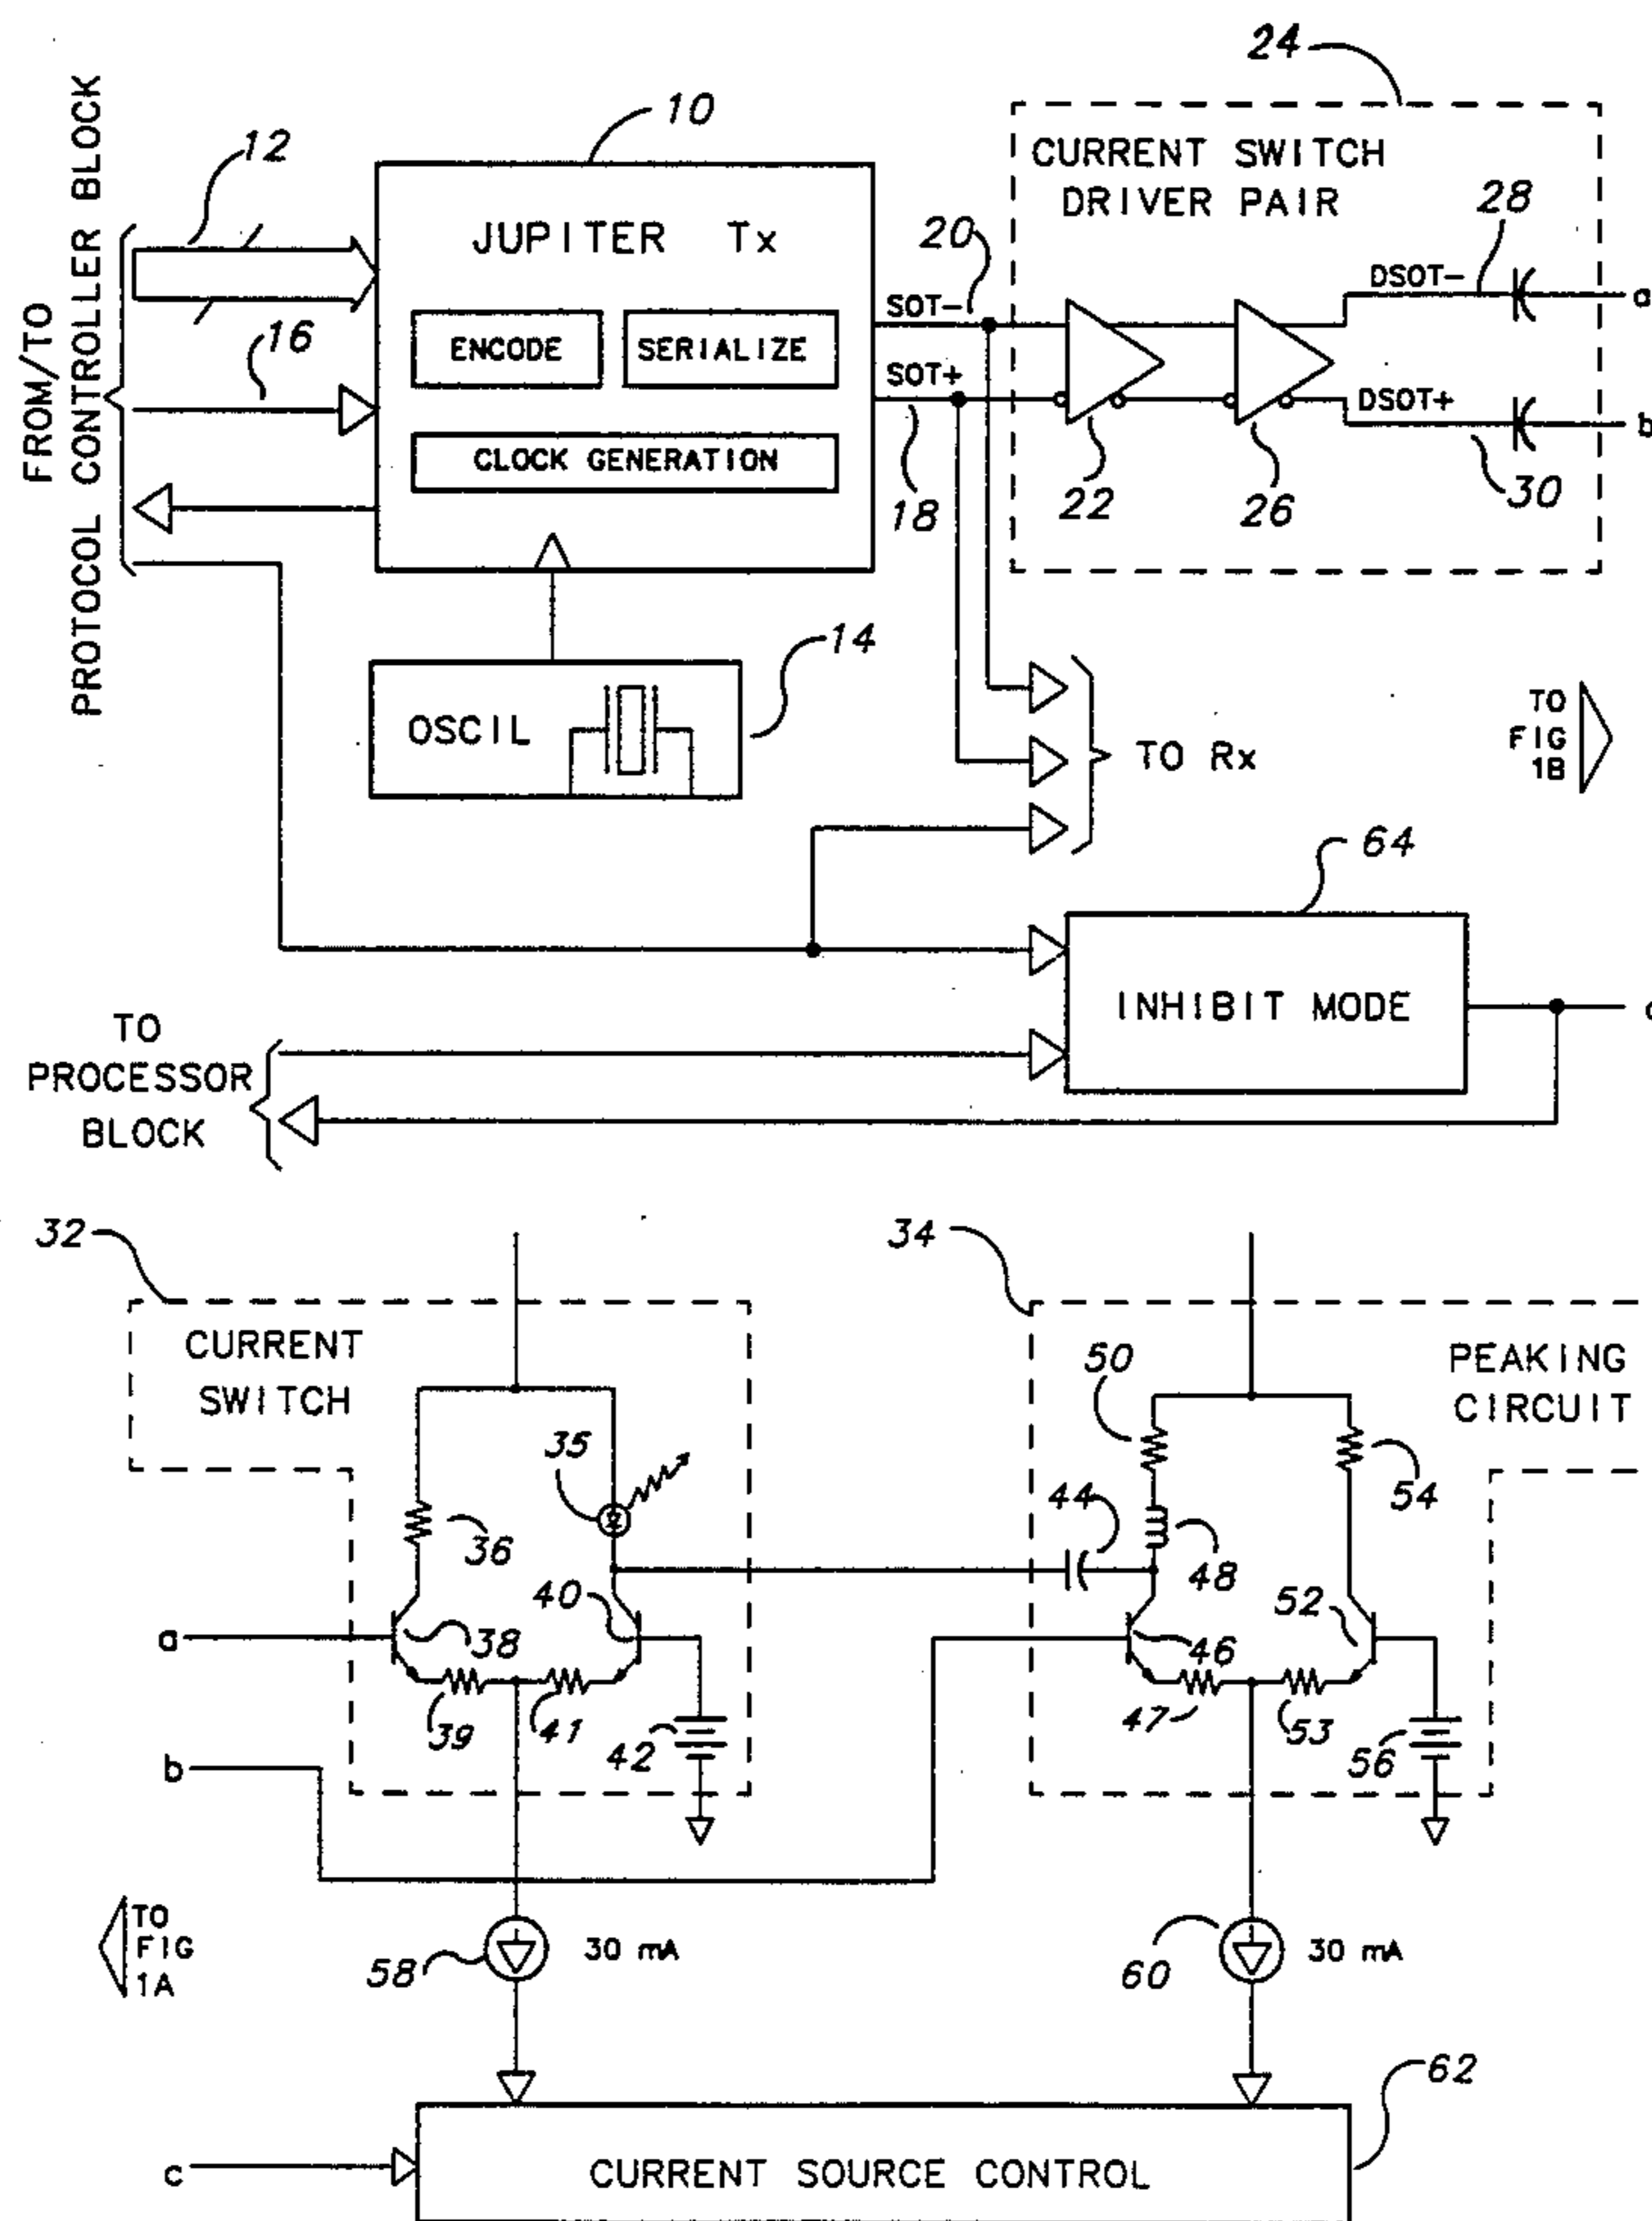 24
10
12
FROM/TO
PROTOCOL CONTROLLER BLOCK
CURRENT SWITCH
DRIVER PAIR
JUPITER Tx
20
28
DSOT-
a
SOT-
16
ENCODE
SERIALIZE
SOT+
DSOT+
b
CLOCK GENERATION
18
22
26
30
14
OSCIL
TO Rx
TO
FIG
1B
64
INHIBIT MODE
TO
PROCESSOR
BLOCK
32
34
CURRENT
SWITCH
PEAKING
CIRCUIT
50
35
54
44
36
48
40
52
a
38
46
39
41
42
47
53
56
b
TO
FIG
1A
58
30 mA
60
30 mA
62
c
CURRENT SOURCE CONTROL